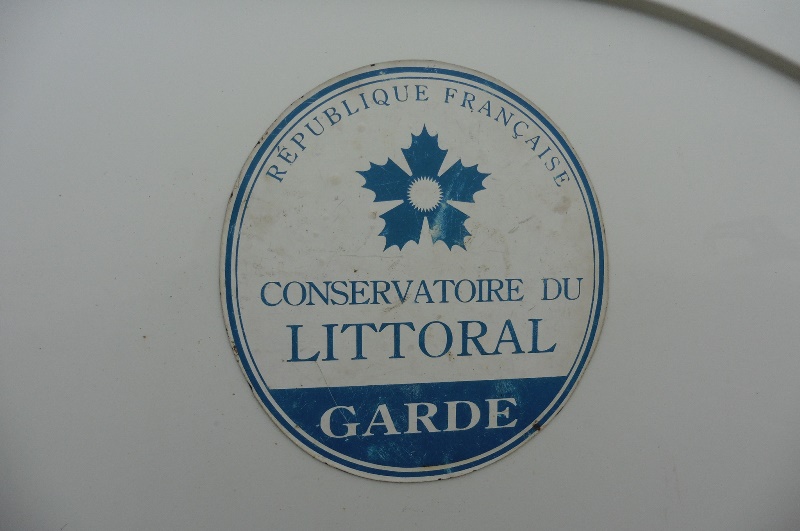 RÉPUBLIQUE FRANÇAISE
CONSERVATOIRE DU
LITTORAL
GARDE